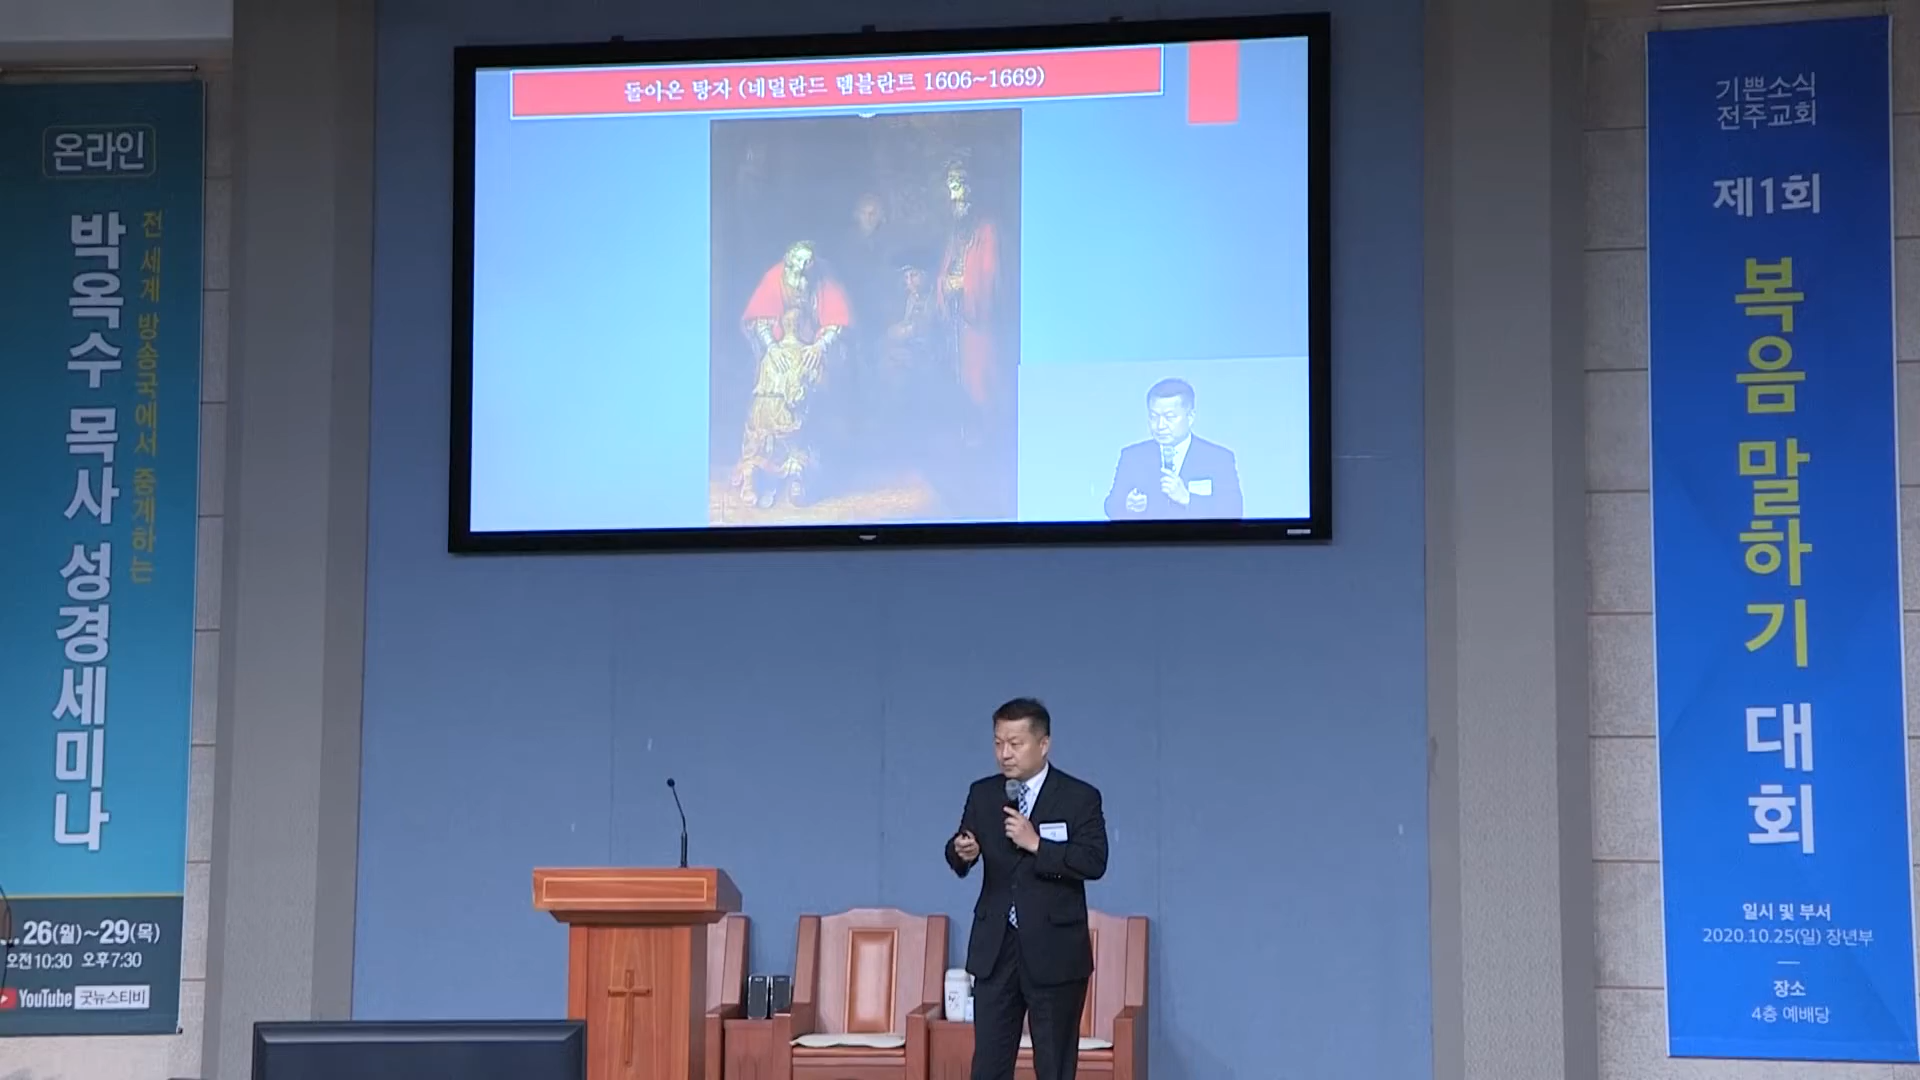 온라인
전 세계 방송국에서 중계하는
박옥수 목사 성경세미나
26(월)~29(목)
오전10:30 오후7:30
YouTube 굿뉴스티비
돌아온 탕자 (네덜란드 렘블란트 1606~1669)
기쁜소식
전주교회
제1회
복음 말하기 대회
일시 및 부서
2020.10.25(일) 장년부
장소
4층 예배당